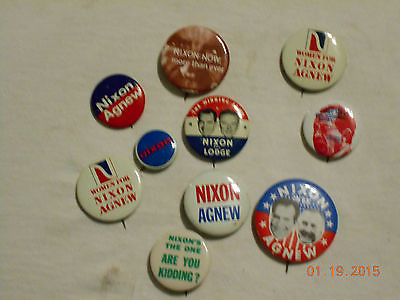 NIXON NOW
more than ever
WOMEN FOR
NIXON
AGNEW
Nixon
Agnew
NIXON
LODGE
NIXON
WOMEN FOR
NIXON
AGNEW
NIXON
AGNEW
NIXON
AGNEW
NIXON'S
THE ONE
ARE YOU
KIDDING?
01.19.2015